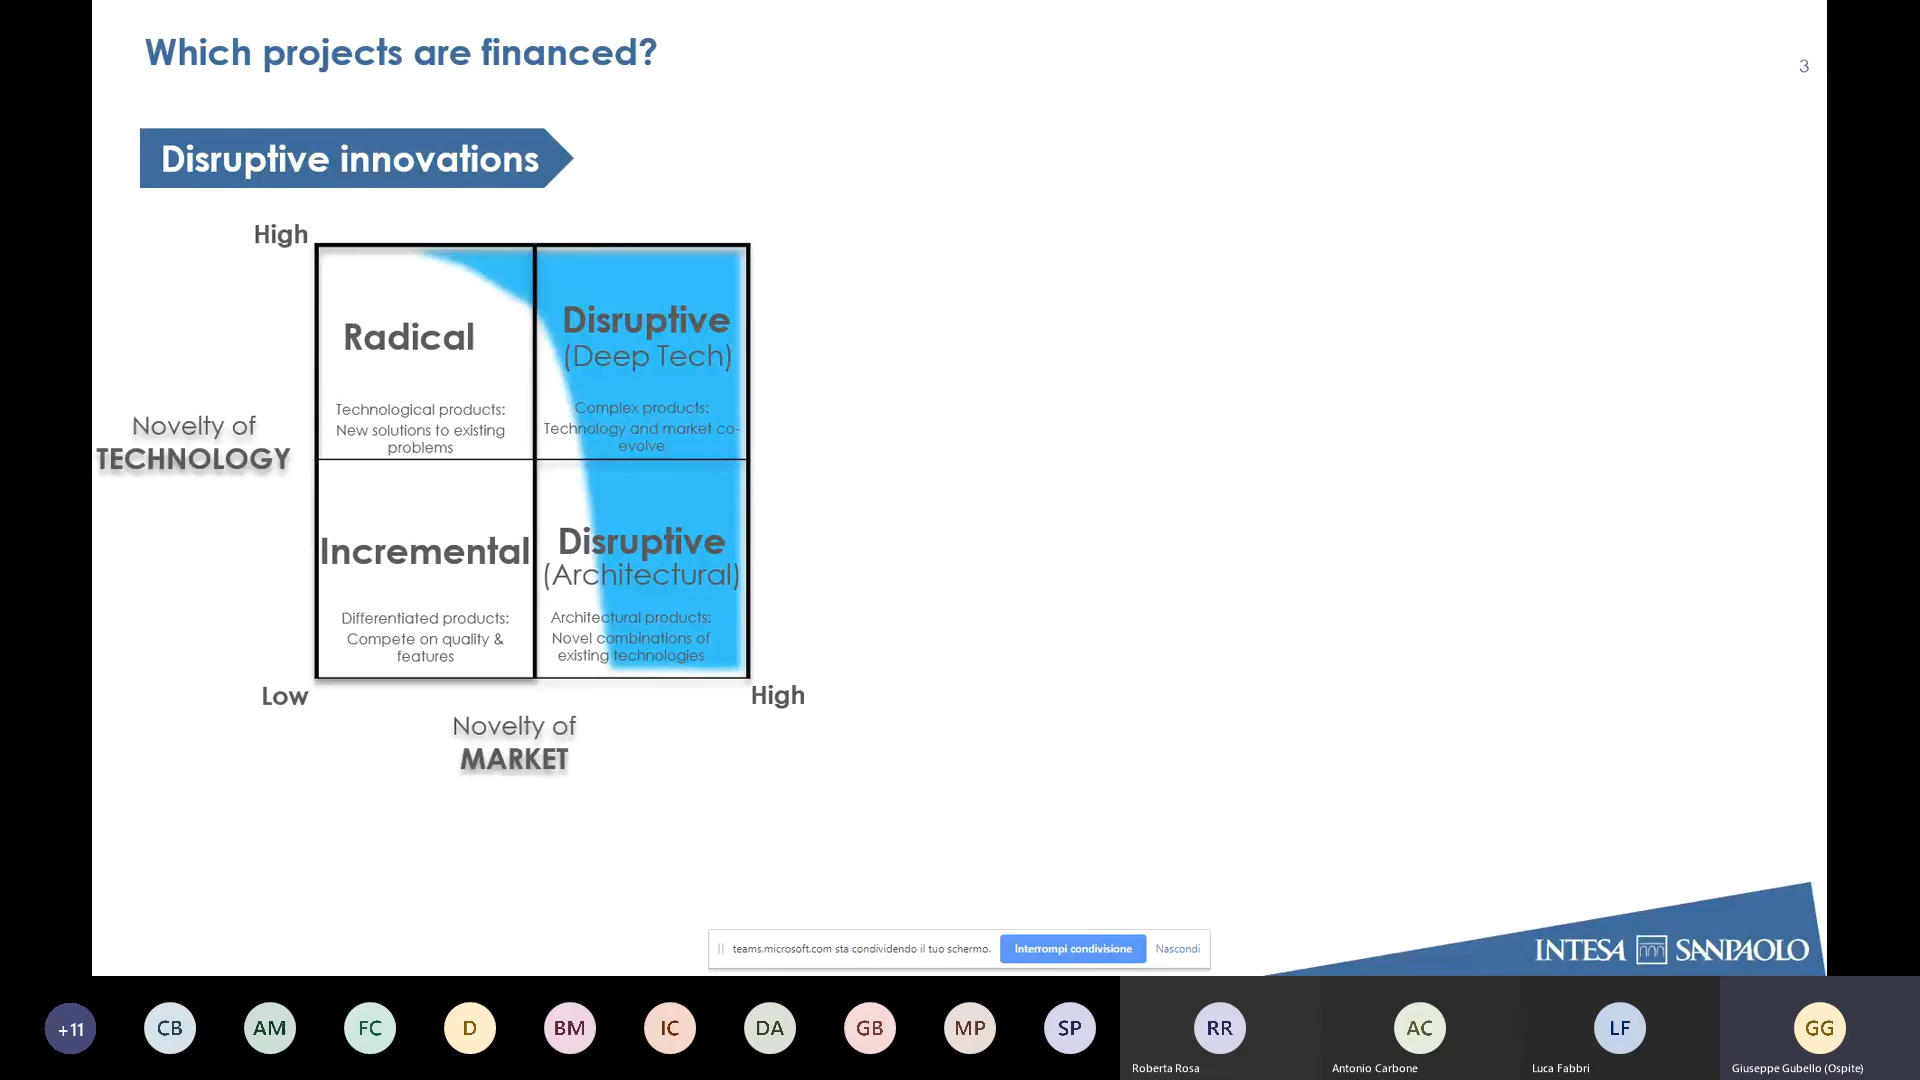 Which projects are financed?
3
Disruptive innovations
High
Radical
Disruptive
(Deep Tech)
Technological products:
New solutions to existing
problems
Complex products:
Technology and market co-
evolve
Novelty of
TECHNOLOGY
Incremental
Disruptive
(Architectural)
Differentiated products:
Compete on quality &
features
Architectural products:
Novel combinations of
existing technologies
Low
High
Novelty of
MARKET
teams.microsoft.com sta condividendo il tuo schermo.
Interrompi condivisione
Nascondi
INTESA SANPAOLO
+11
CB
AM
FC
D
BM
IC
DA
GB
MP
SP
RR
AC
LF
GG
Roberta Rosa
Antonio Carbone
Luca Fabbri
Giuseppe Gubello (Ospite)